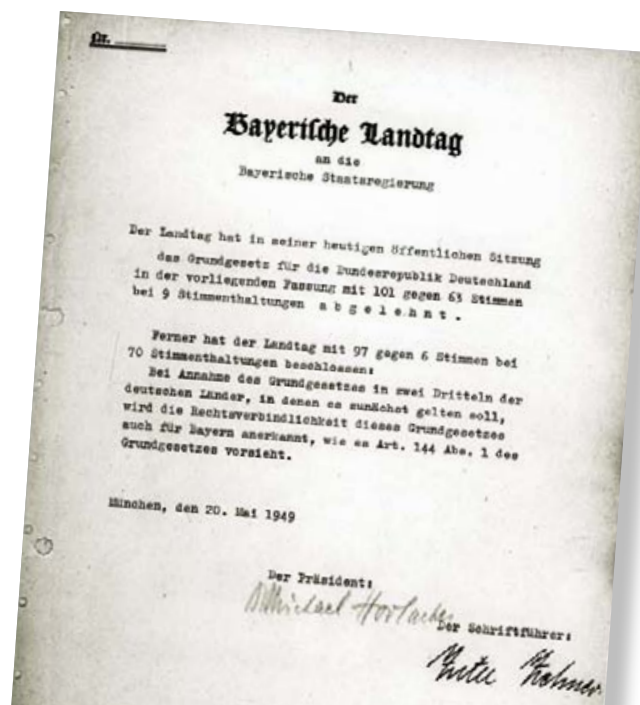 Nr.
Der
Bayerische Landtag
an die
Bayerische Staatsregierung
Der Landtag hat in seiner heutigen öffentlichen Sitzung
das Grundgesetz für die Bundesrepublik Deutschland
in der vorliegenden Fassung mit 101 gegen 63 Stimmen
bei 9 Stimmenthaltungen a b g e l e h n t .
Ferner hat der Landtag mit 97 gegen 6 Stimmen bei
70 Stimmenthaltungen beschlossen:
Bei Annahme des Grundgesetzes in zwei Dritteln der
deutschen Länder, in denen es zunächst gelten soll,
wird die Rechtsverbindlichkeit dieses Grundgesetzes
auch für Bayern anerkannt, wie es Art. 144 Abs. 1 des
Grundgesetzes vorsieht.
München, den 20. Mai 1949
Der Präsident:
Dr Michael Horlacher
Der Schriftführer: